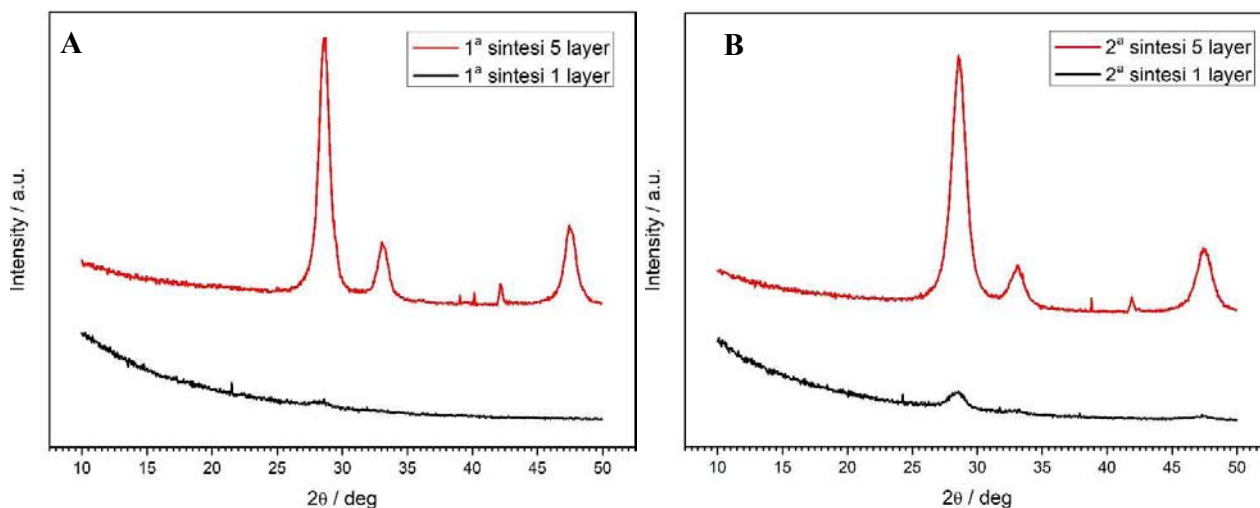 A
1ª sintesi 5 layer
1ª sintesi 1 layer
Intensity / a.u.
10 15 20 25 30 35 40 45 50
2θ / deg
B
2ª sintesi 5 layer
2ª sintesi 1 layer
Intensity / a.u.
10 15 20 25 30 35 40 45 50
2θ / deg